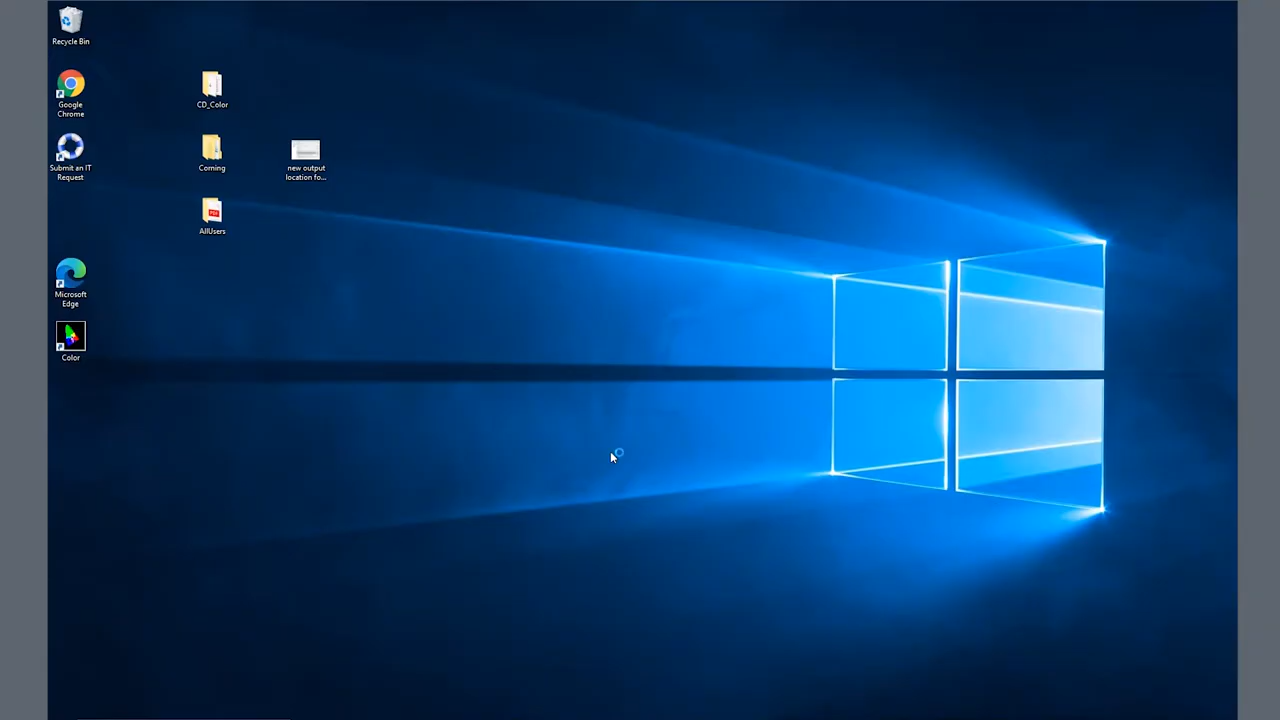 Recycle Bin
Google
Chrome
CD_Color
Submit an IT
Request
Corning
new output
location fo...
AllUsers
Microsoft
Edge
Color